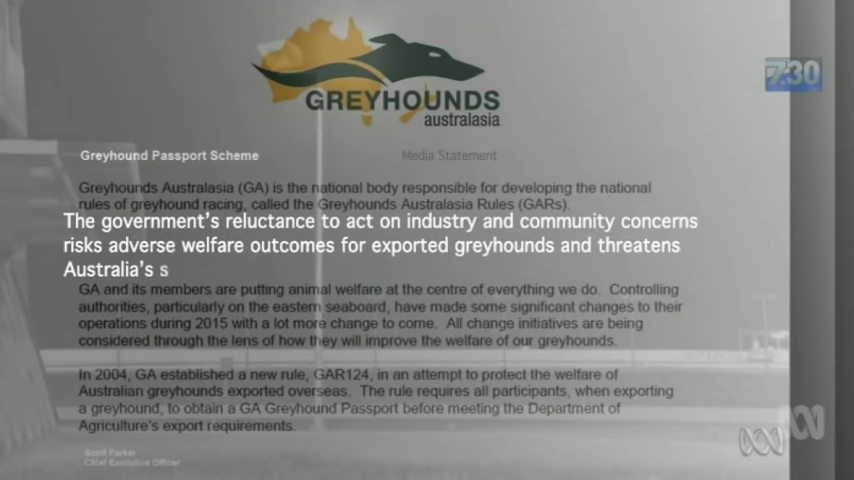 7:30
GREYHOUNDS
australasia
Greyhound Passport Scheme
Media Statement
Greyhounds Australasia (GA) is the national body responsible for developing the national
rules of greyhound racing, called the Greyhounds Australasia Rules (GARs).
The government's reluctance to act on industry and community concerns
risks adverse welfare outcomes for exported greyhounds and threatens
Australia's s
GA and its members are putting animal welfare at the centre of everything we do. Controlling
authorities, particularly on the eastern seaboard, have made some significant changes to their
operations during 2015 with a lot more change to come. All change initiatives are being
considered through the lens of how they will improve the welfare of our greyhounds.
In 2004, GA established a new rule, GAR124, in an attempt to protect the welfare of
Australian greyhounds exported overseas. The rule requires all participants, when exporting
a greyhound, to obtain a GA Greyhound Passport before meeting the Department of
Agriculture's export requirements.
Scott Parker
Chief Executive Officer